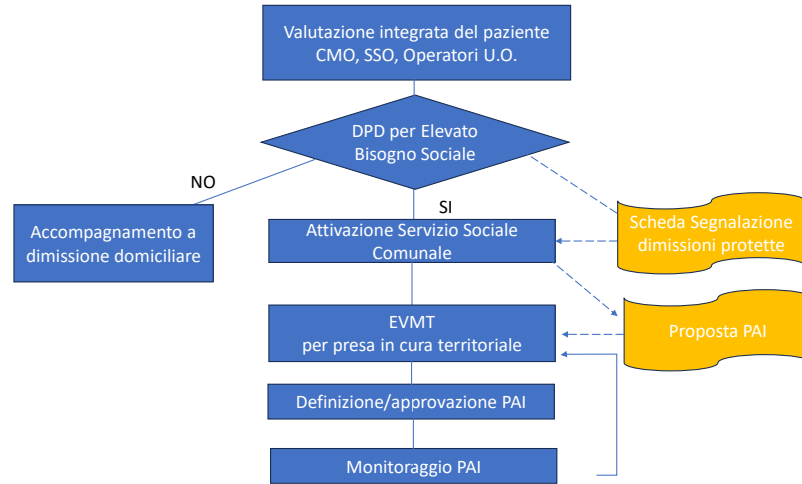 Valutazione integrata del paziente
CMO, SSO, Operatori U.O.
DPD per Elevato
Bisogno Sociale
NO
SI
Accompagnamento a
dimissione domiciliare
Attivazione Servizio Sociale
Comunale
Scheda Segnalazione
dimissioni protette
EVMT
per presa in cura territoriale
Proposta PAI
Definizione/approvazione PAI
Monitoraggio PAI